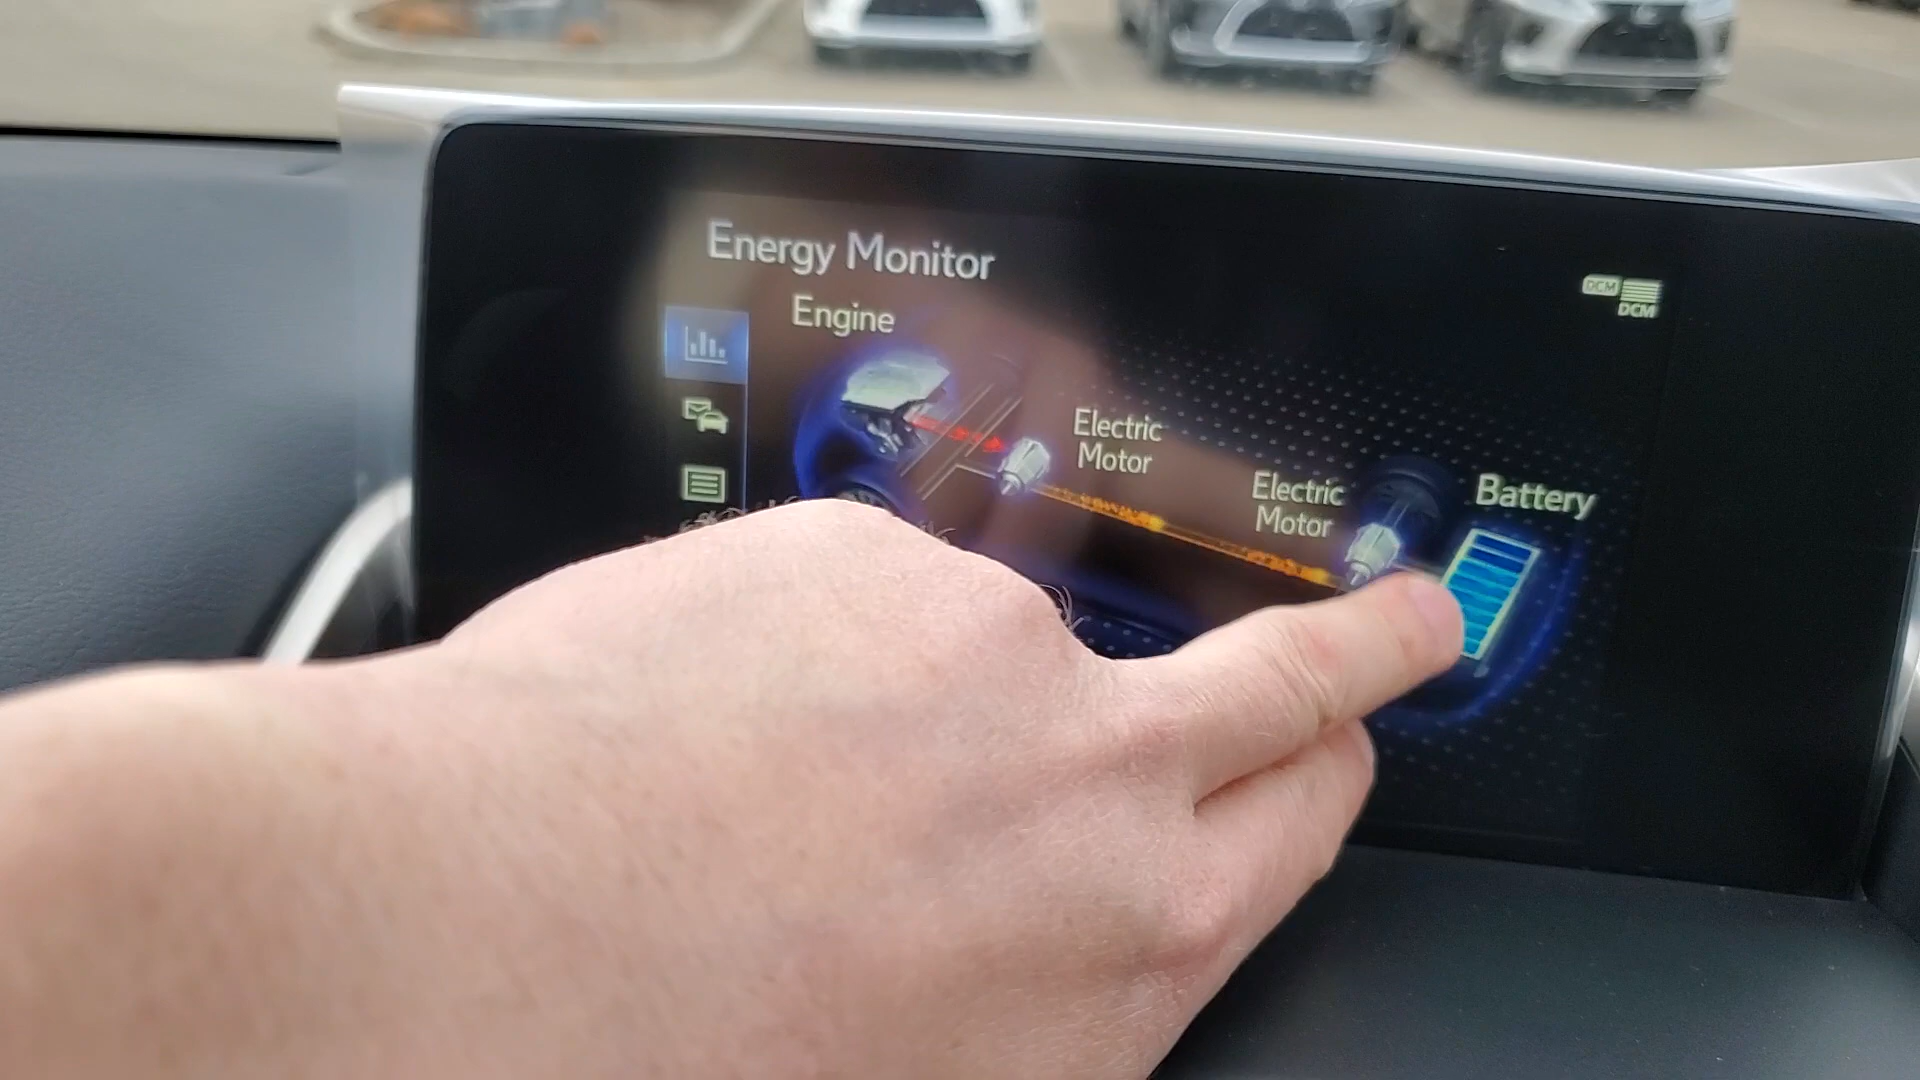 Energy Monitor
DCM
DCM
Engine
Electric
Motor
Electric
Motor
Battery